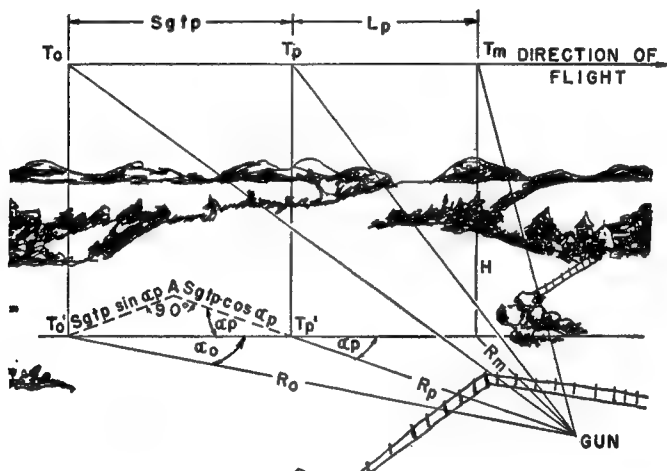 Sgtp
Lp
To
Tp
Tm
DIRECTION OF
FLIGHT
H
To'
Sgtp sin αp
A
Sgtp cos αp
90°
αp
Tp'
αo
αp
Rm
Ro
Rp
GUN